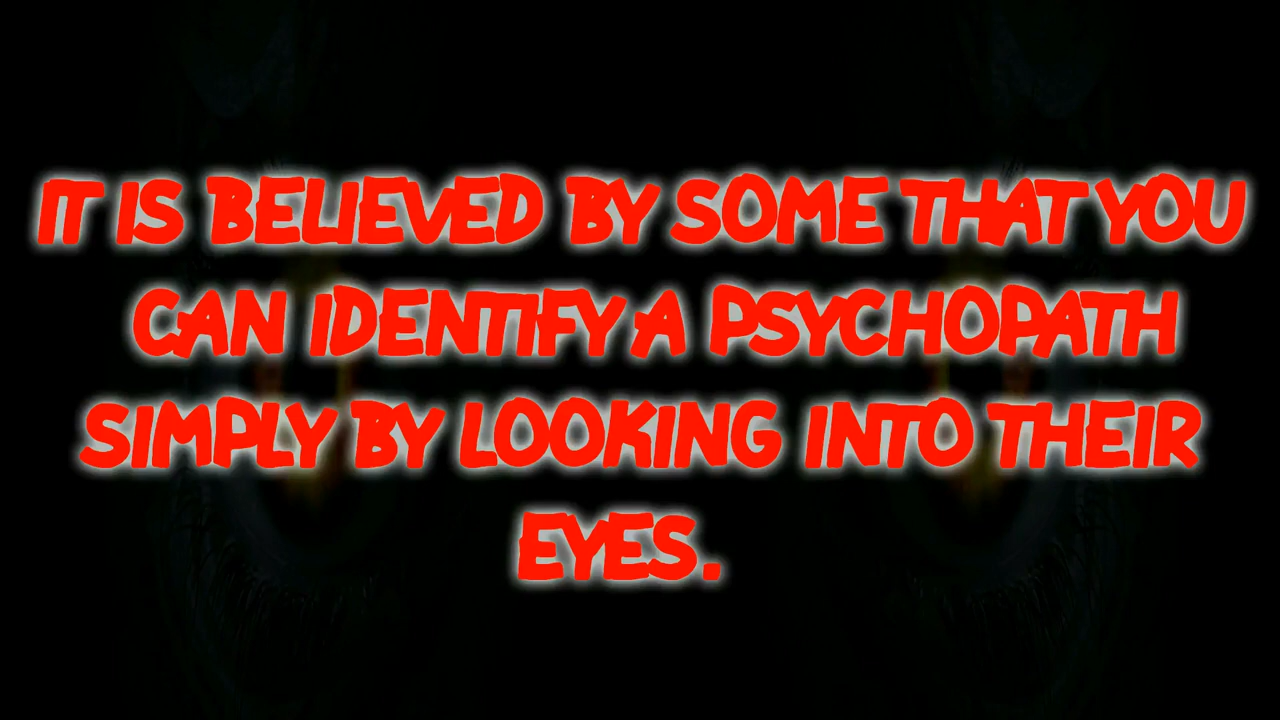 IT IS BELIEVED BY SOME THAT YOU
CAN IDENTIFY A PSYCHOPATH
SIMPLY BY LOOKING INTO THEIR
EYES.